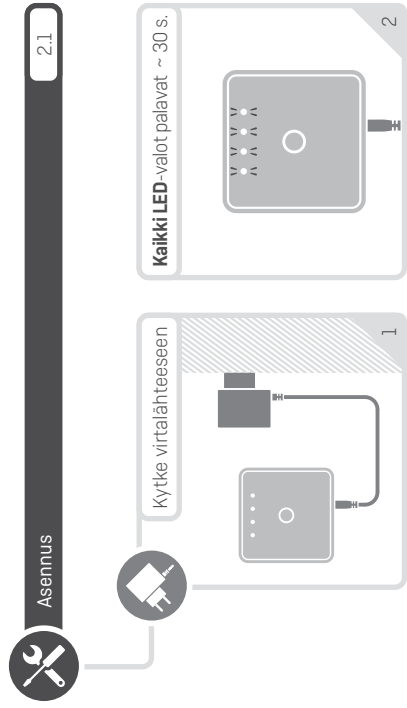 Asennus
2.1
Kytke virtalähteeseen
1
Kaikki LED-valot palavat ~ 30 s.
2